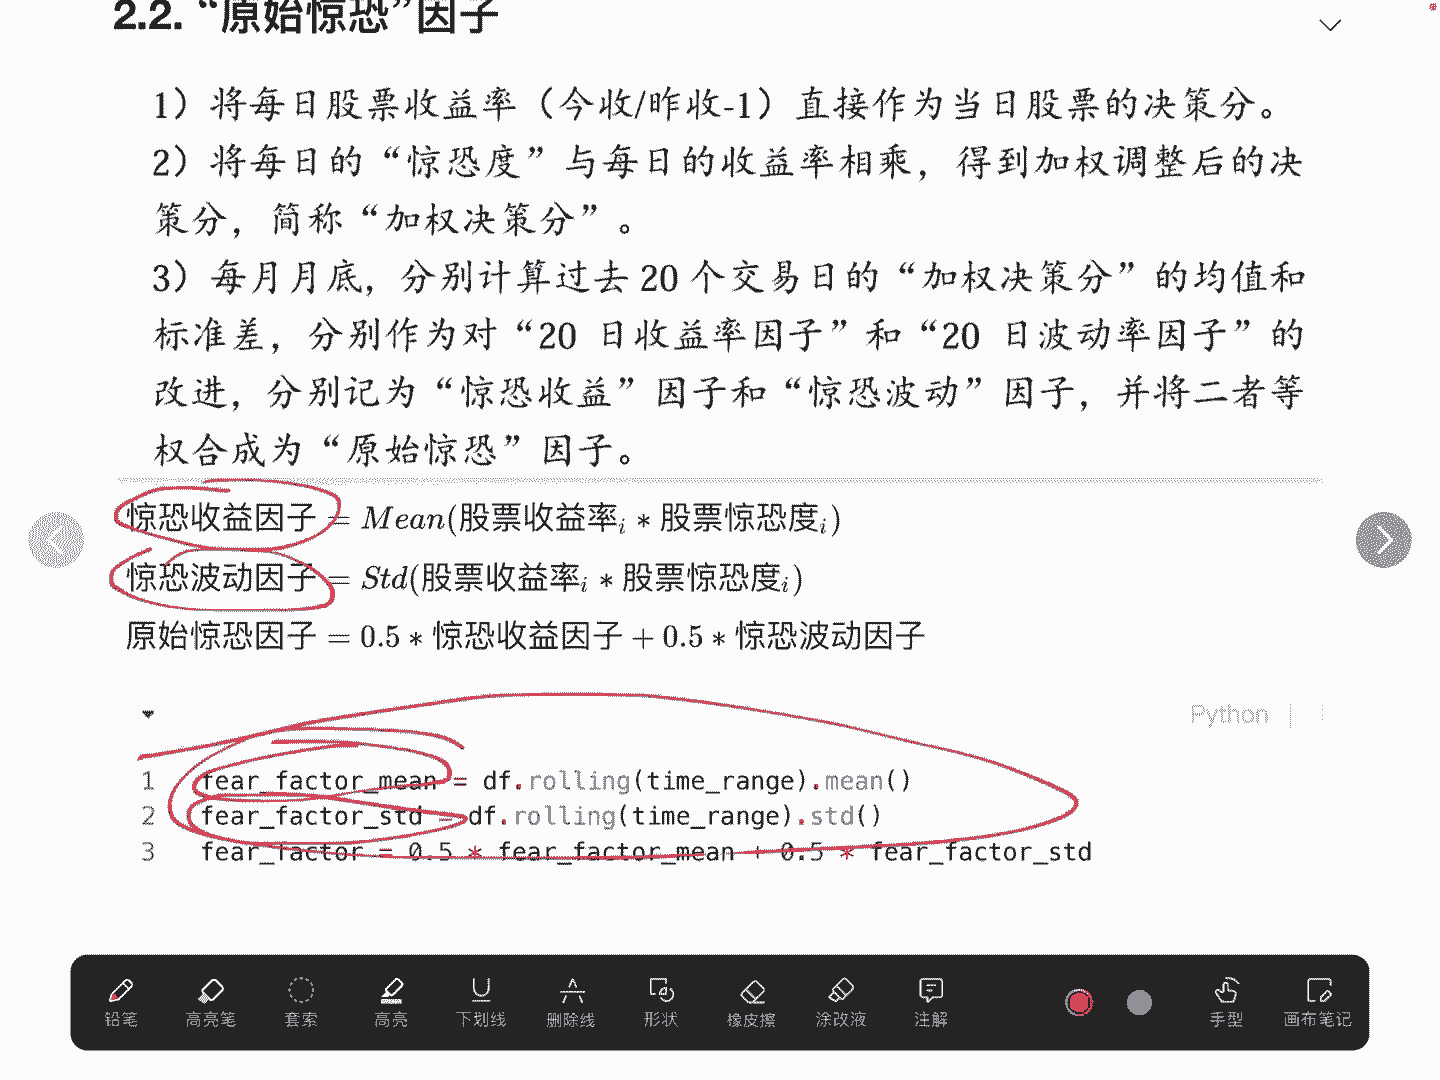 2.2. “原始惊恐”因子
1）将每日股票收益率（今收/昨收-1）直接作为当日股票的决策分。
2）将每日的“惊恐度”与每日的收益率相乘，得到加权调整后的决
策分，简称“加权决策分”。
3）每月月底，分别计算过去 20 个交易日的“加权决策分”的均值和
标准差，分别作为对“20 日收益率因子”和“20 日波动率因子”的
改进，分别记为“惊恐收益”因子和“惊恐波动”因子，并将二者等
权合成为“原始惊恐”因子。
惊恐收益因子 = Mean(股票收益率i * 股票惊恐度i)
惊恐波动因子 = Std(股票收益率i * 股票惊恐度i)
原始惊恐因子 = 0.5 * 惊恐收益因子 + 0.5 * 惊恐波动因子
Python
1 fear_factor_mean = df.rolling(time_range).mean()
2 fear_factor_std = df.rolling(time_range).std()
3 fear_factor = 0.5 * fear_factor_mean + 0.5 * fear_factor_std
铅笔 高亮笔 套索 高亮 下划线 删除线 形状 橡皮擦 涂改液 注解 手型 画布笔记